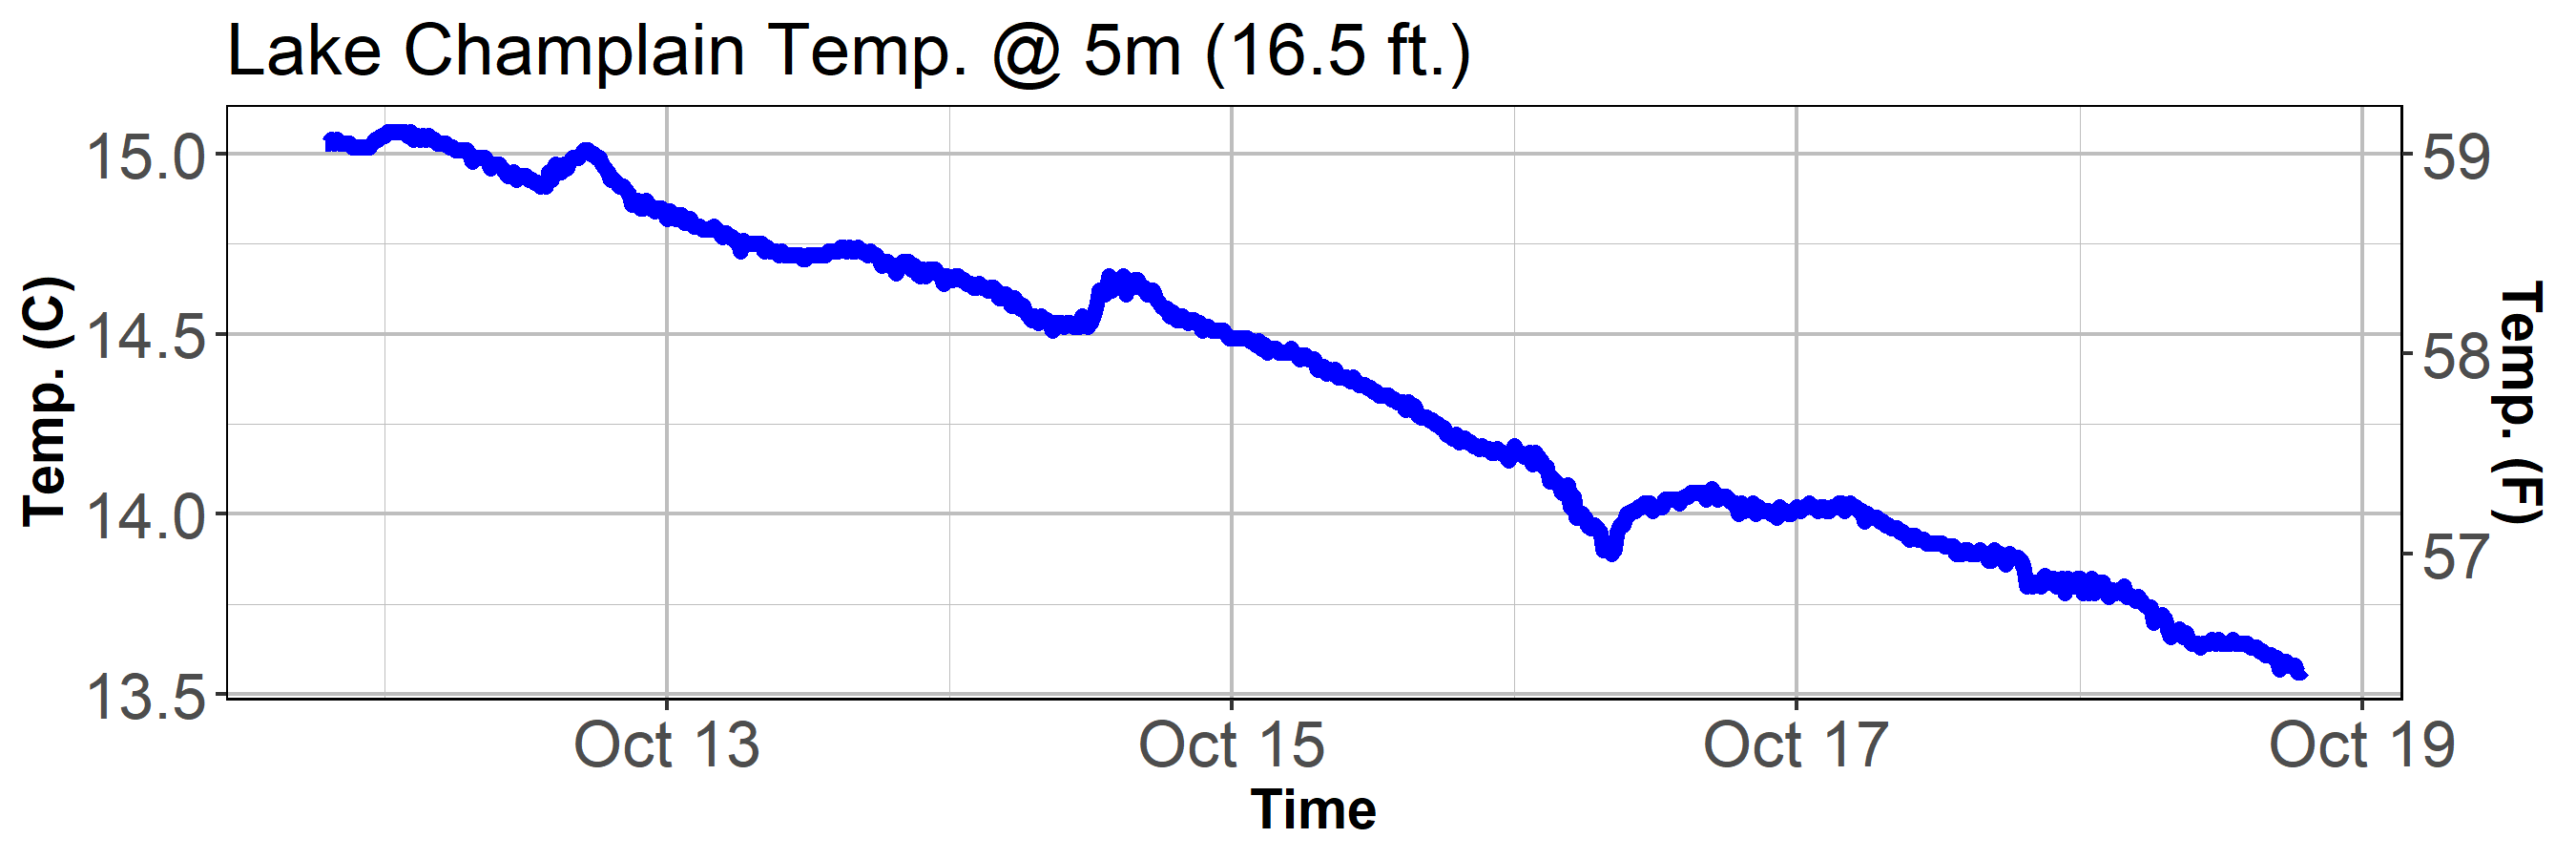 Lake Champlain Temp. @ 5m (16.5 ft.)
Temp. (C)
15.0
14.5
14.0
13.5
59
58
57
Temp. (F)
Oct 13
Oct 15
Oct 17
Oct 19
Time